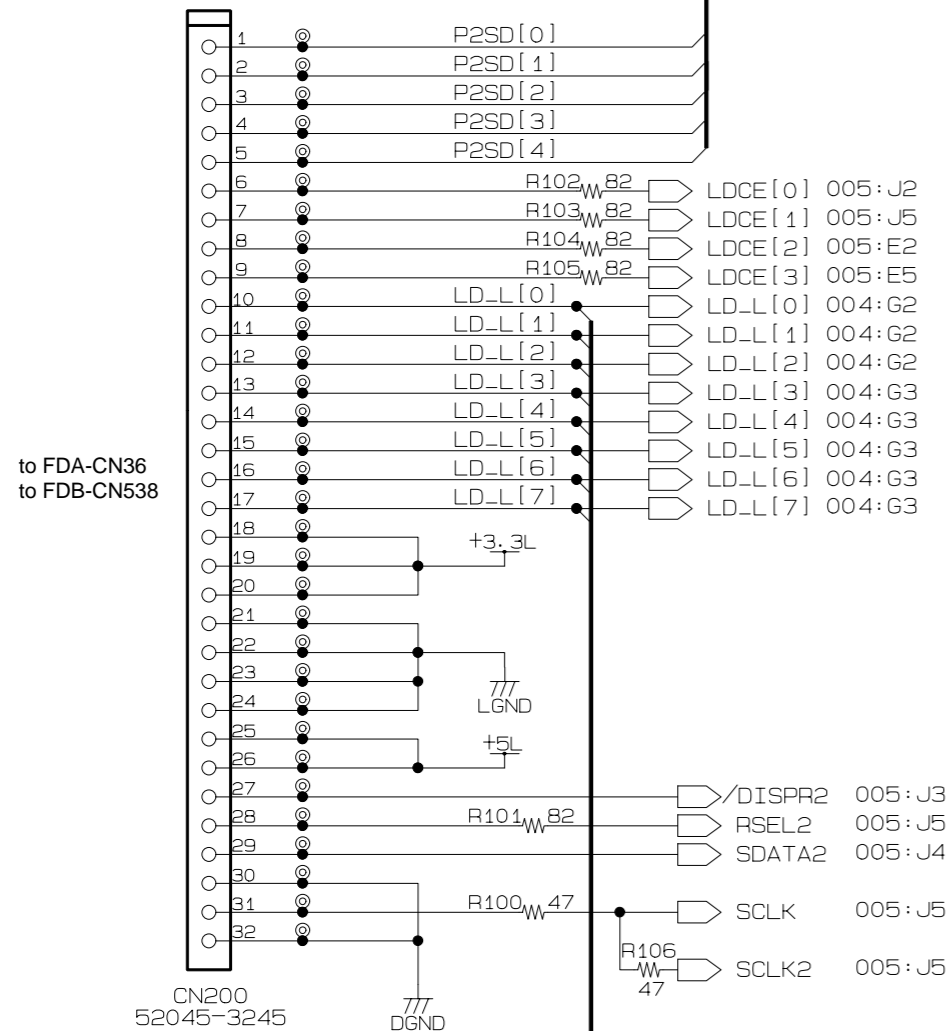 1 P2SD[0]
2 P2SD[1]
3 P2SD[2]
4 P2SD[3]
5 P2SD[4]
6 R102 82 LDCE[0] 005:J2
7 R103 82 LDCE[1] 005:J5
8 R104 82 LDCE[2] 005:E2
9 R105 82 LDCE[3] 005:E5
10 LD_L[0] LD_L[0] 004:G2
11 LD_L[1] LD_L[1] 004:G2
12 LD_L[2] LD_L[2] 004:G2
13 LD_L[3] LD_L[3] 004:G3
14 LD_L[4] LD_L[4] 004:G3
15 LD_L[5] LD_L[5] 004:G3
to FDA-CN36
16 LD_L[6] LD_L[6] 004:G3
to FDB-CN538
17 LD_L[7] LD_L[7] 004:G3
18
+3.3L
19
20
21
22
23
LGND
24
25
+5L
26
27 /DISPR2 005:J3
28 R101 82 RSEL2 005:J5
29 SDATA2 005:J4
30
31 R100 47 SCLK 005:J5
32
R106
47 SCLK2 005:J5
CN200
52045-3245
DGND